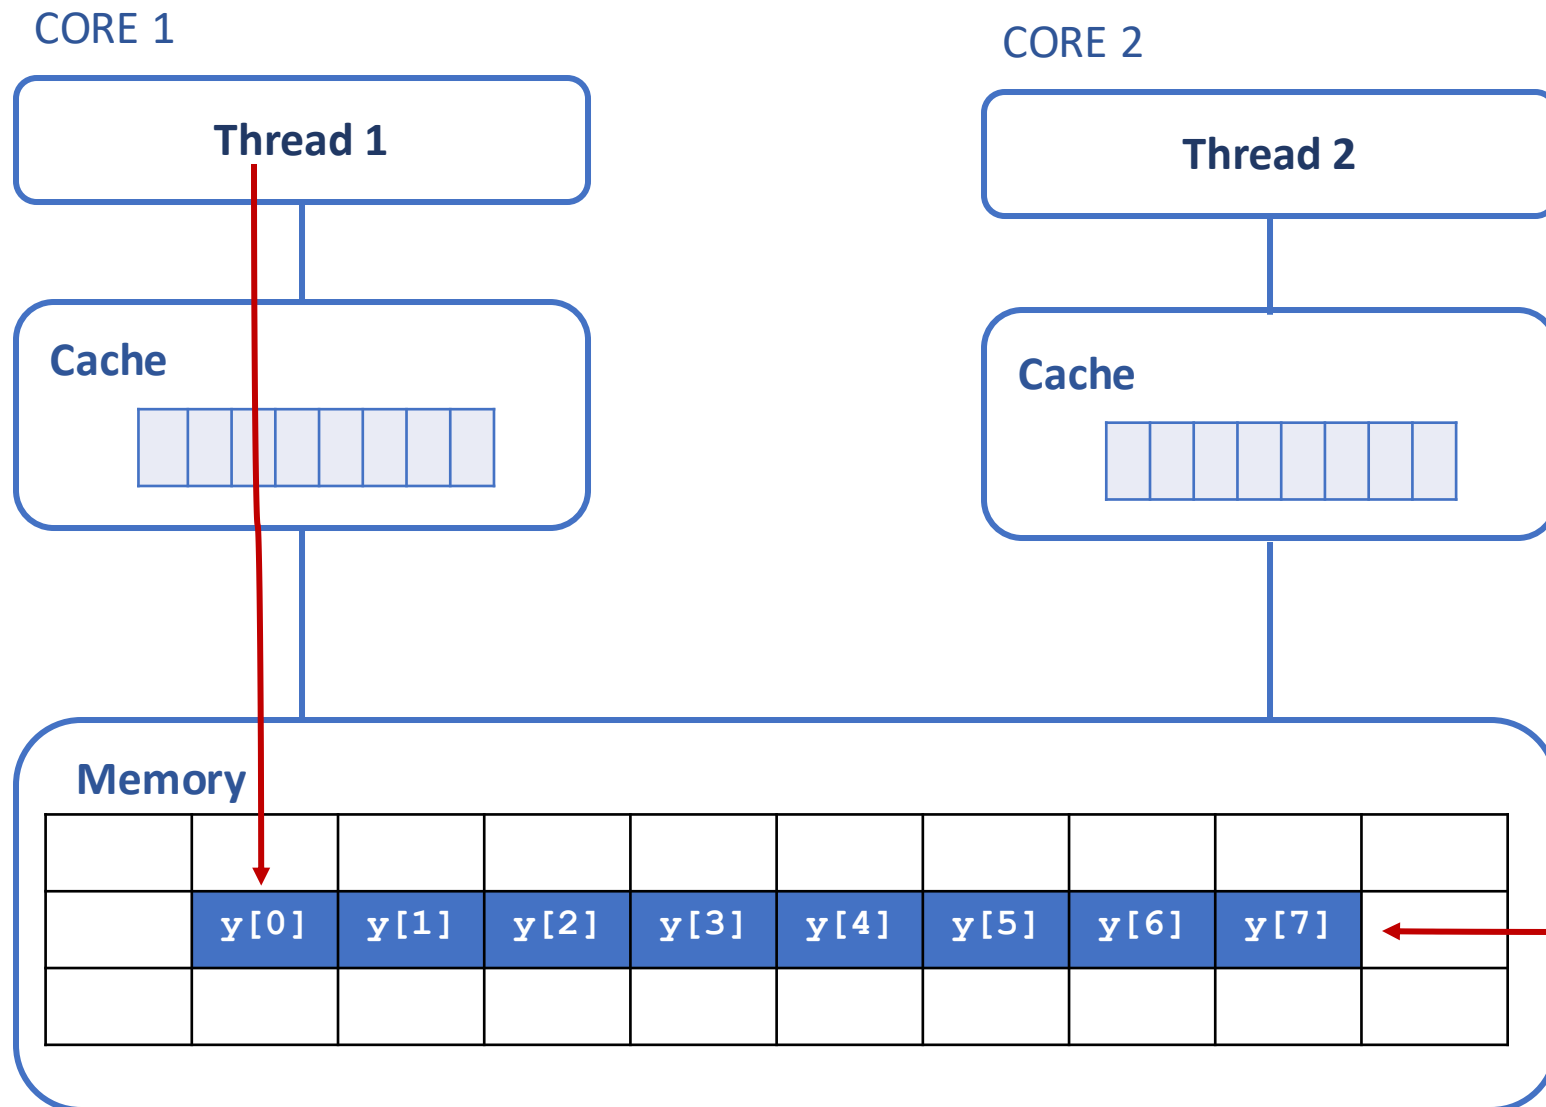 CORE 1
CORE 2
Thread 1
Thread 2
Cache
Cache
Memory
y[0] y[1] y[2] y[3] y[4] y[5] y[6] y[7]